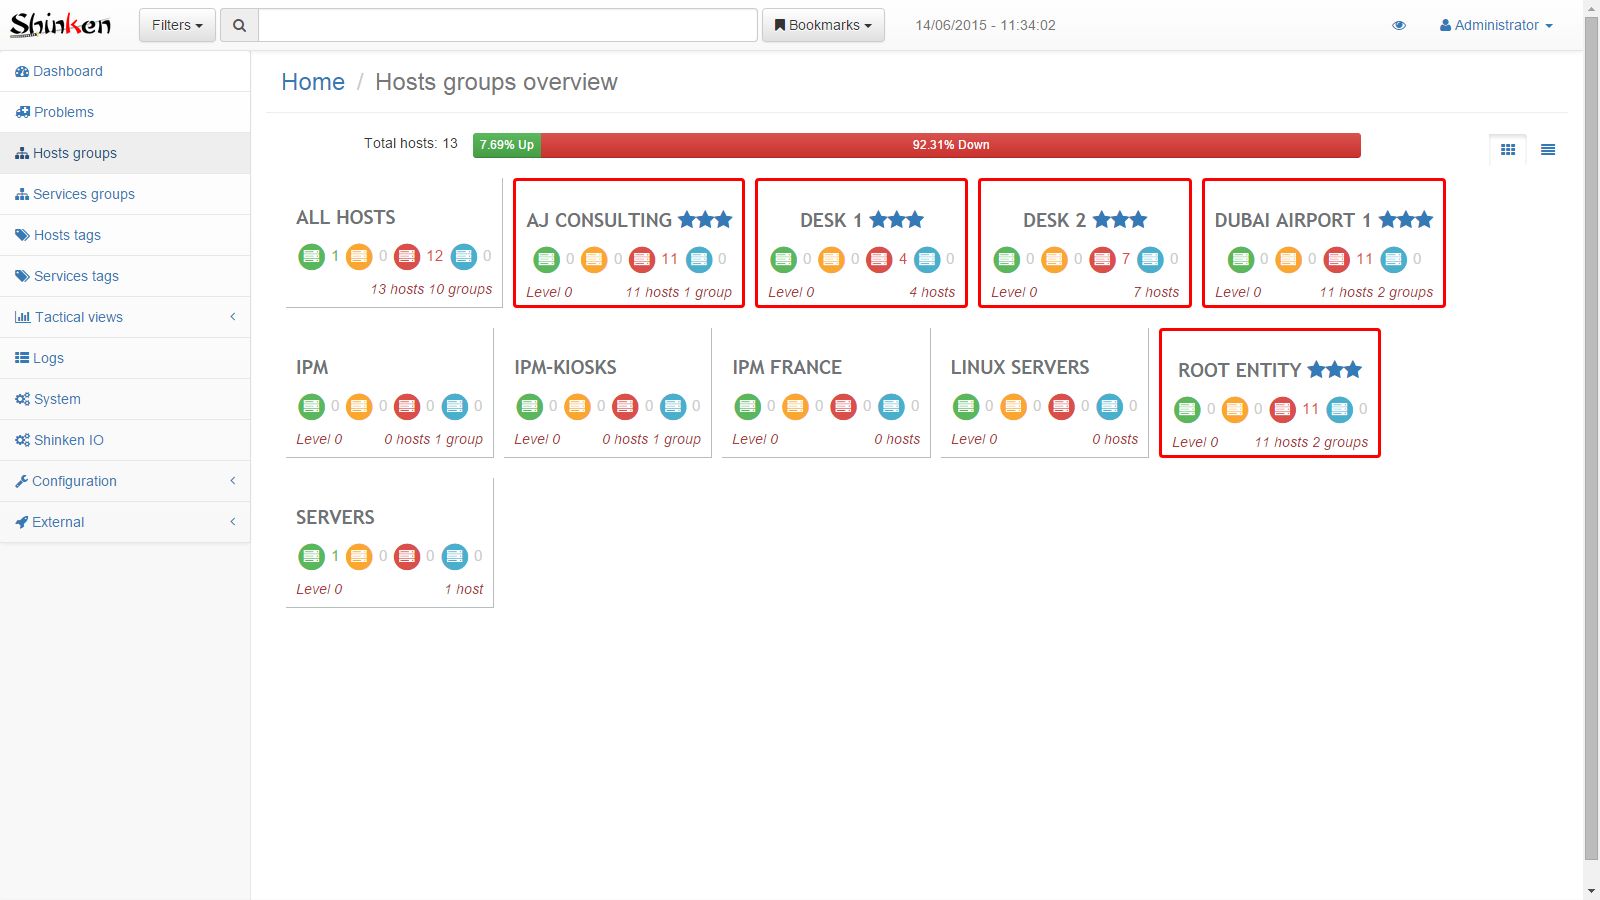 Shinken
Filters
Bookmarks
14/06/2015 - 11:34:02
Administrator
Dashboard
Problems
Hosts groups
Services groups
Hosts tags
Services tags
Tactical views
Logs
System
Shinken IO
Configuration
External
Home / Hosts groups overview
Total hosts: 13
7.69% Up
92.31% Down
ALL HOSTS
1 0 12 0
13 hosts 10 groups
AJ CONSULTING
0 0 11 0
Level 0 11 hosts 1 group
DESK 1
0 0 4 0
Level 0 4 hosts
DESK 2
0 0 7 0
Level 0 7 hosts
DUBAI AIRPORT 1
0 0 11 0
Level 0 11 hosts 2 groups
IPM
0 0 0 0
Level 0 0 hosts 1 group
IPM-KIOSKS
0 0 0 0
Level 0 0 hosts 1 group
IPM FRANCE
0 0 0 0
Level 0 0 hosts
LINUX SERVERS
0 0 0 0
Level 0 0 hosts
ROOT ENTITY
0 0 11 0
Level 0 11 hosts 2 groups
SERVERS
1 0 0 0
Level 0 1 host